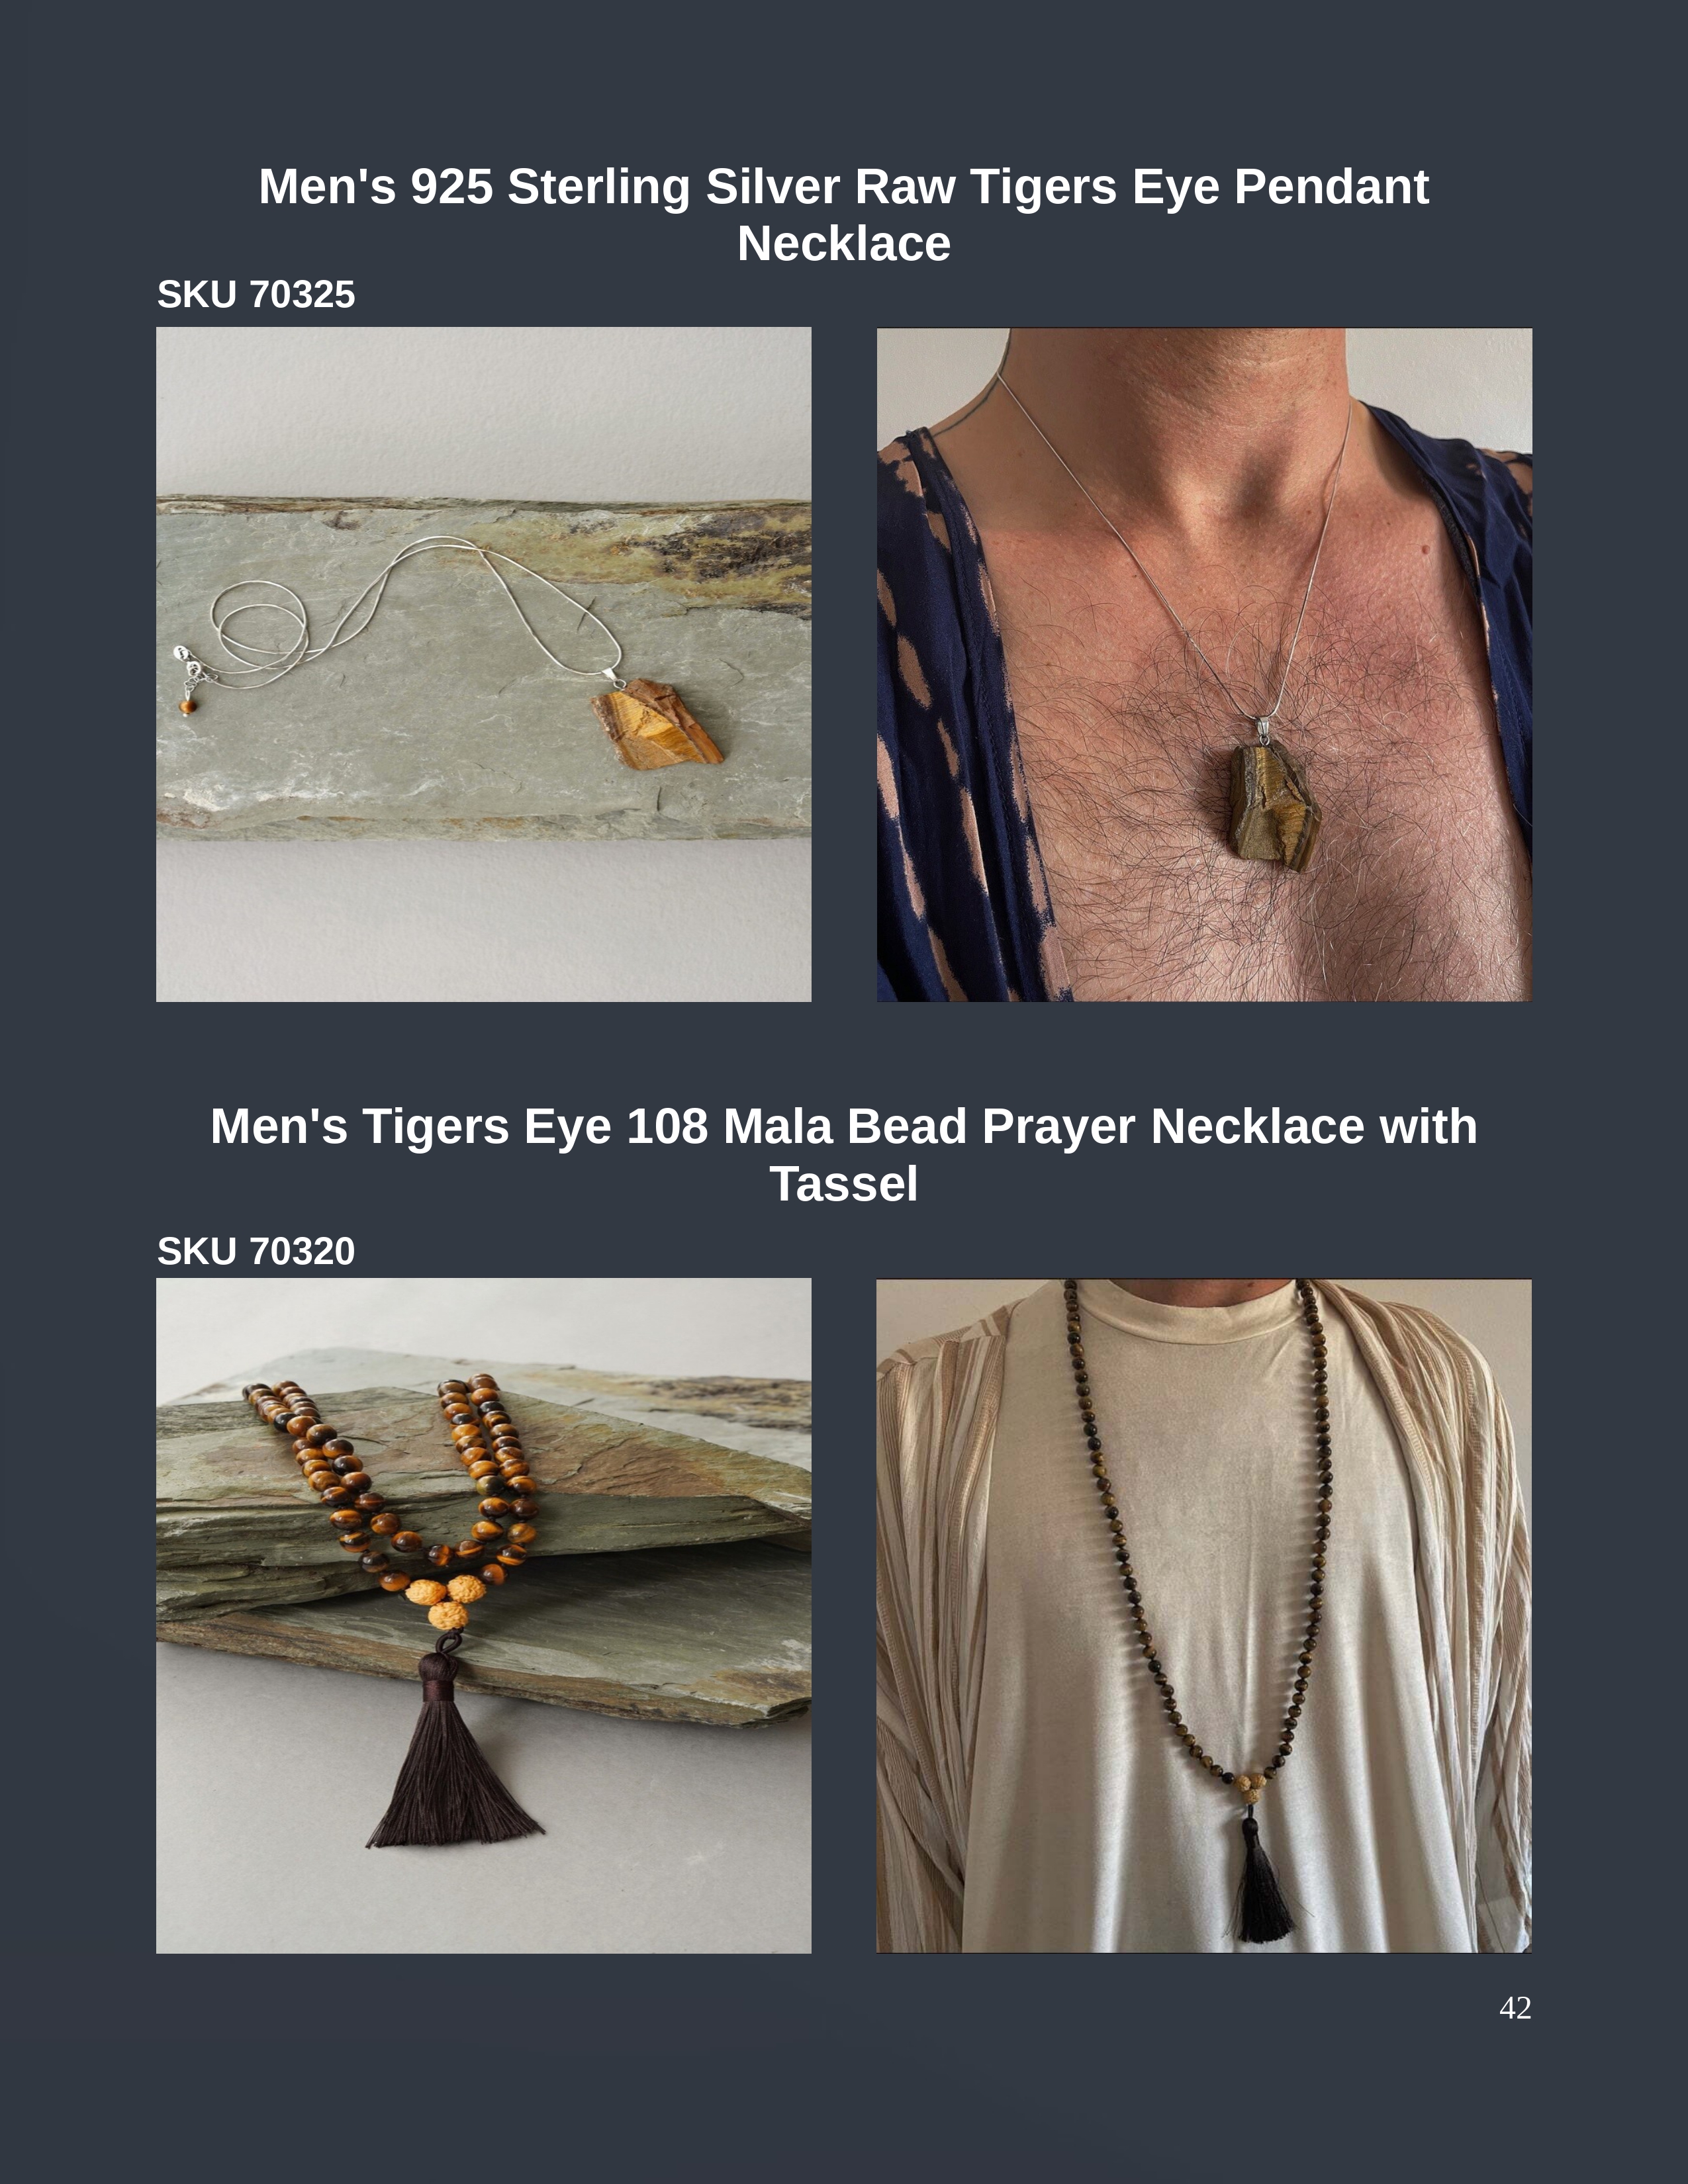 Men's 925 Sterling Silver Raw Tigers Eye Pendant
Necklace
SKU 70325
Men's Tigers Eye 108 Mala Bead Prayer Necklace with
Tassel
SKU 70320
42